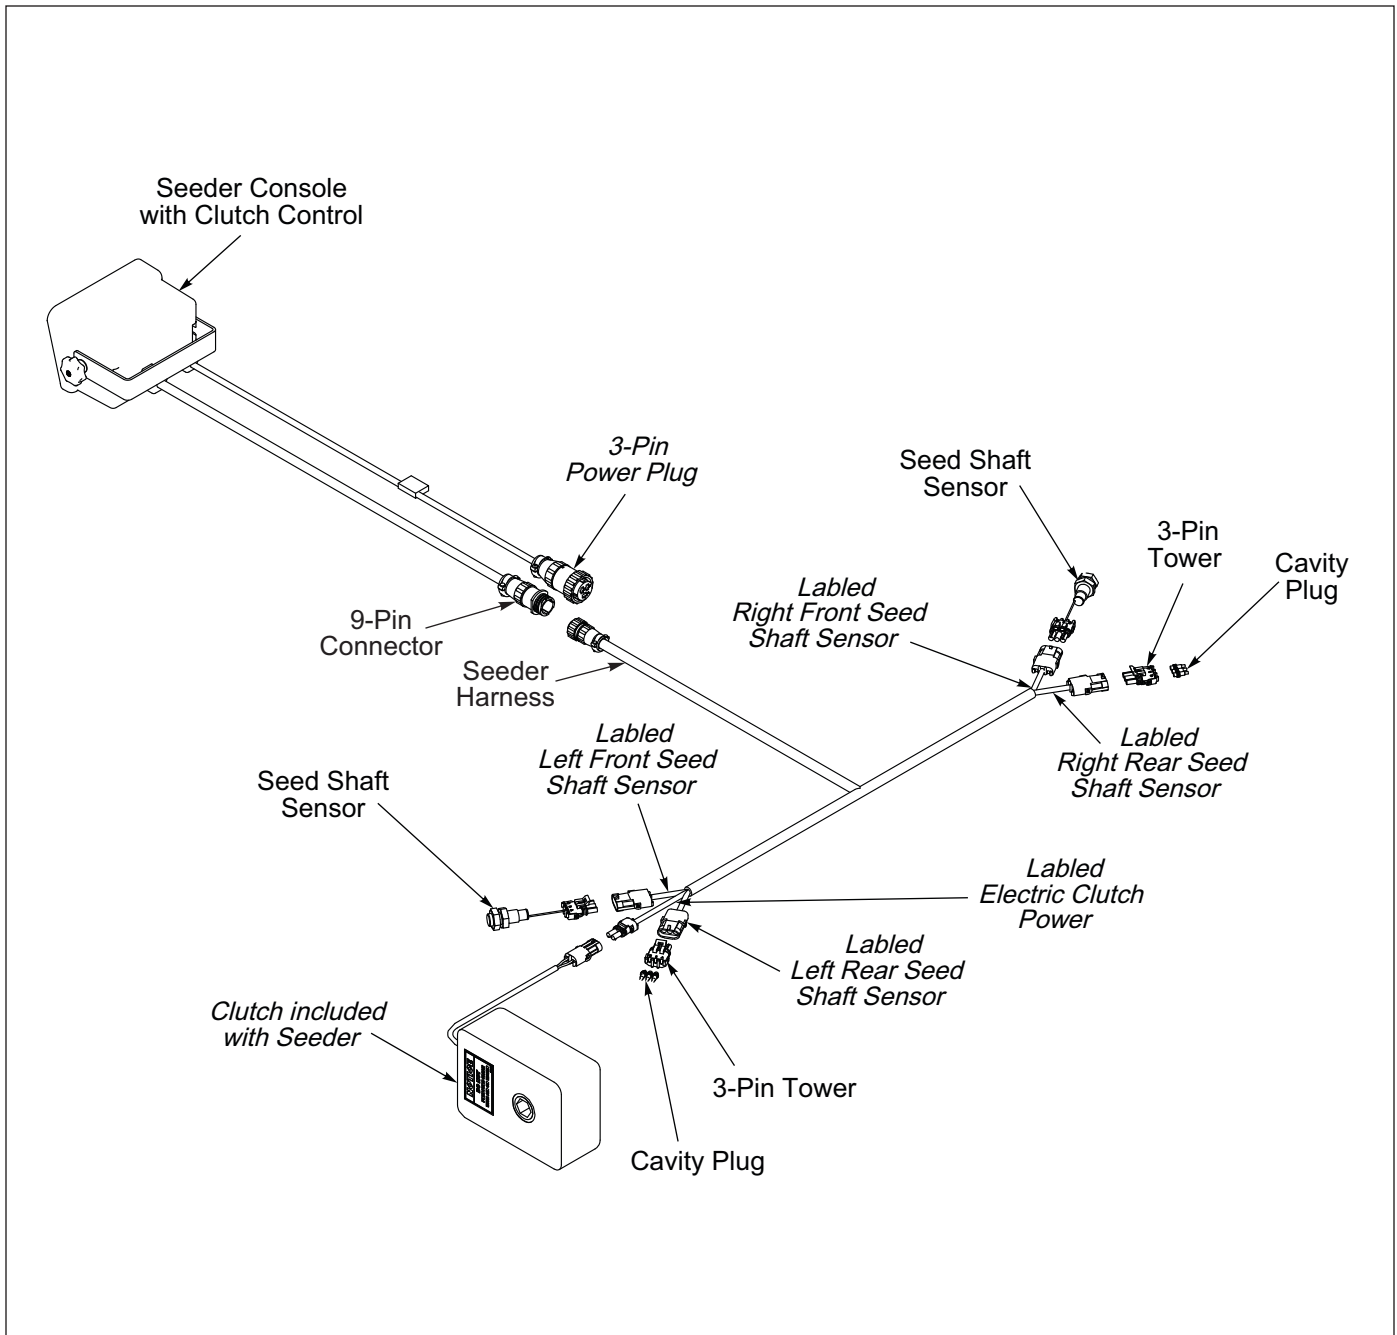 Seeder Console
with Clutch Control
3-Pin
Power Plug
Seed Shaft
Sensor
3-Pin
Tower
Cavity
Plug
Labled
Right Front Seed
Shaft Sensor
9-Pin
Connector
Seeder
Harness
Labled
Left Front Seed
Shaft Sensor
Labled
Right Rear Seed
Shaft Sensor
Seed Shaft
Sensor
Labled
Electric Clutch
Power
Labled
Left Rear Seed
Shaft Sensor
Clutch included
with Seeder
3-Pin Tower
Cavity Plug